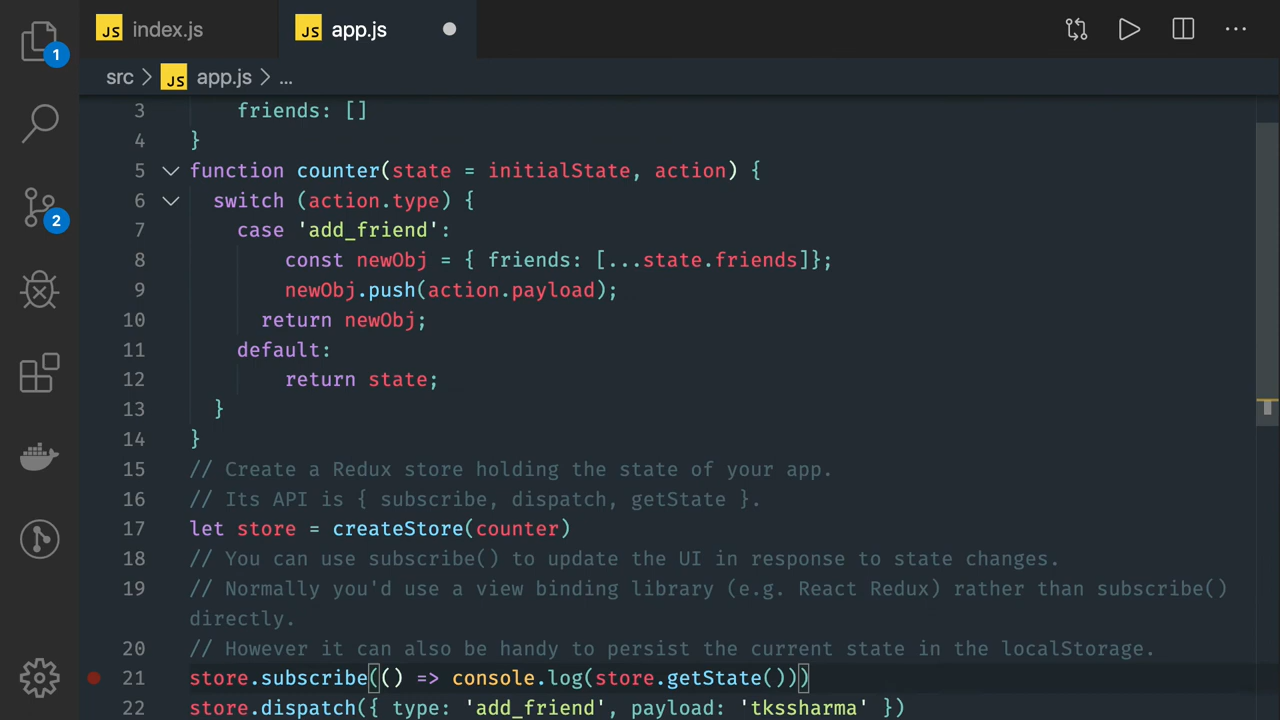 JS index.js JS app.js
1
src > JS app.js > ...
3 friends: []
4 }
5 function counter(state = initialState, action) {
6 switch (action.type) {
7 case 'add_friend':
8 const newObj = { friends: [...state.friends]};
9 newObj.push(action.payload);
10 return newObj;
11 default:
12 return state;
13 }
14 }
15 // Create a Redux store holding the state of your app.
16 // Its API is { subscribe, dispatch, getState }.
17 let store = createStore(counter)
18 // You can use subscribe() to update the UI in response to state changes.
19 // Normally you'd use a view binding library (e.g. React Redux) rather than subscribe()
directly.
20 // However it can also be handy to persist the current state in the localStorage.
21 store.subscribe(() => console.log(store.getState()))
22 store.dispatch({ type: 'add_friend', payload: 'tkssharma' })
2